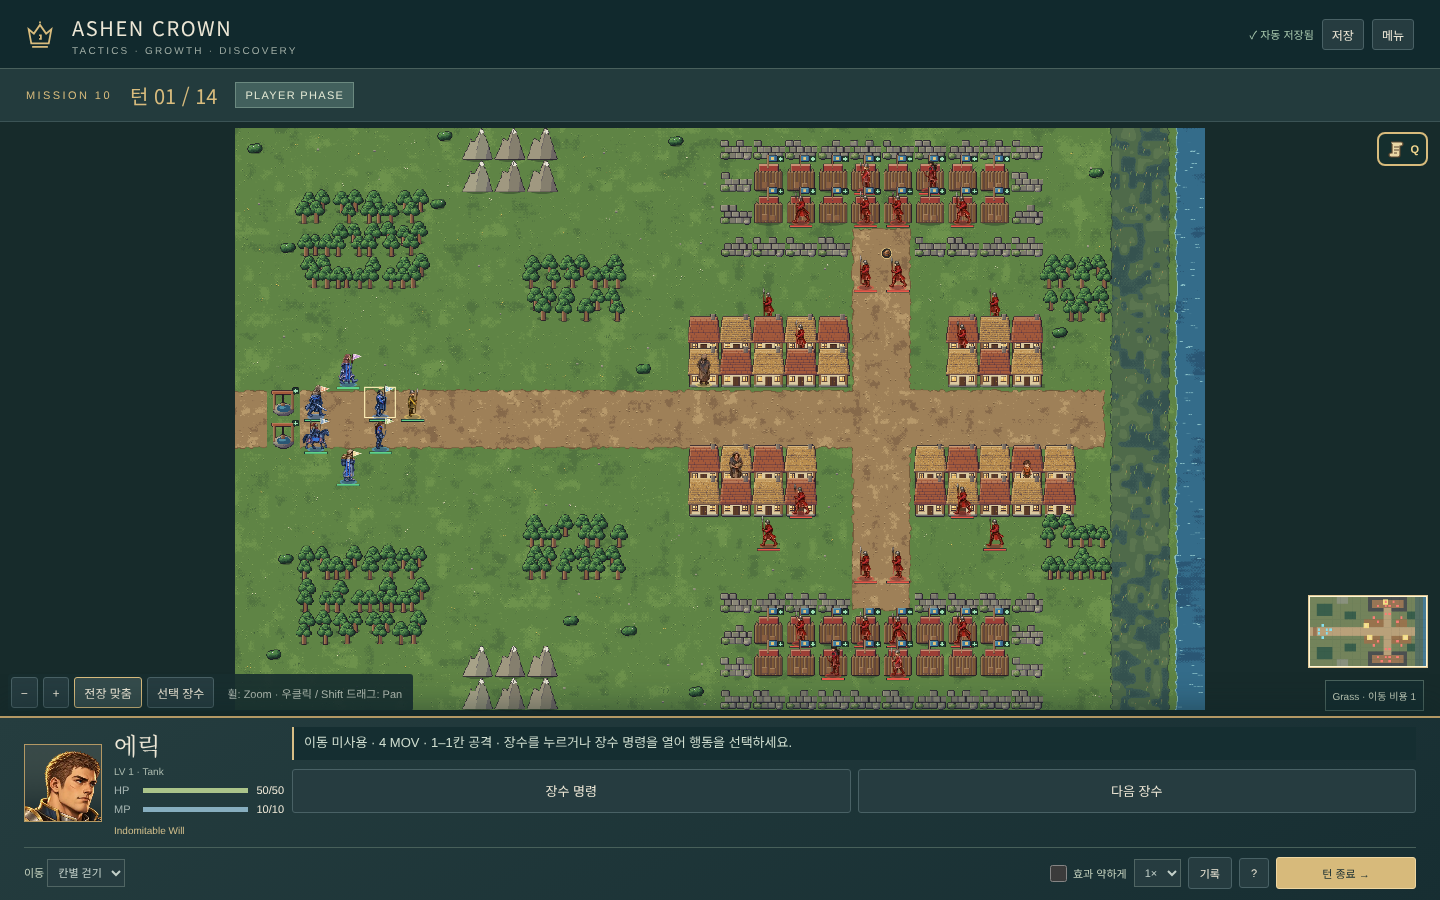 ASHEN CROWN
TACTICS · GROWTH · DISCOVERY
✓ 자동 저장됨
저장
메뉴
MISSION 10
턴 01 / 14
PLAYER PHASE
Q
−
+
전장 맞춤
선택 장수
휠: Zoom · 우클릭 / Shift 드래그: Pan
Grass · 이동 비용 1
에릭
LV 1 · Tank
HP 50/50
MP 10/10
Indomitable Will
이동 미사용 · 4 MOV · 1–1칸 공격 · 장수를 누르거나 장수 명령을 열어 행동을 선택하세요.
장수 명령
다음 장수
이동
칸별 걷기
효과 약하게
1×
기록
?
턴 종료 →